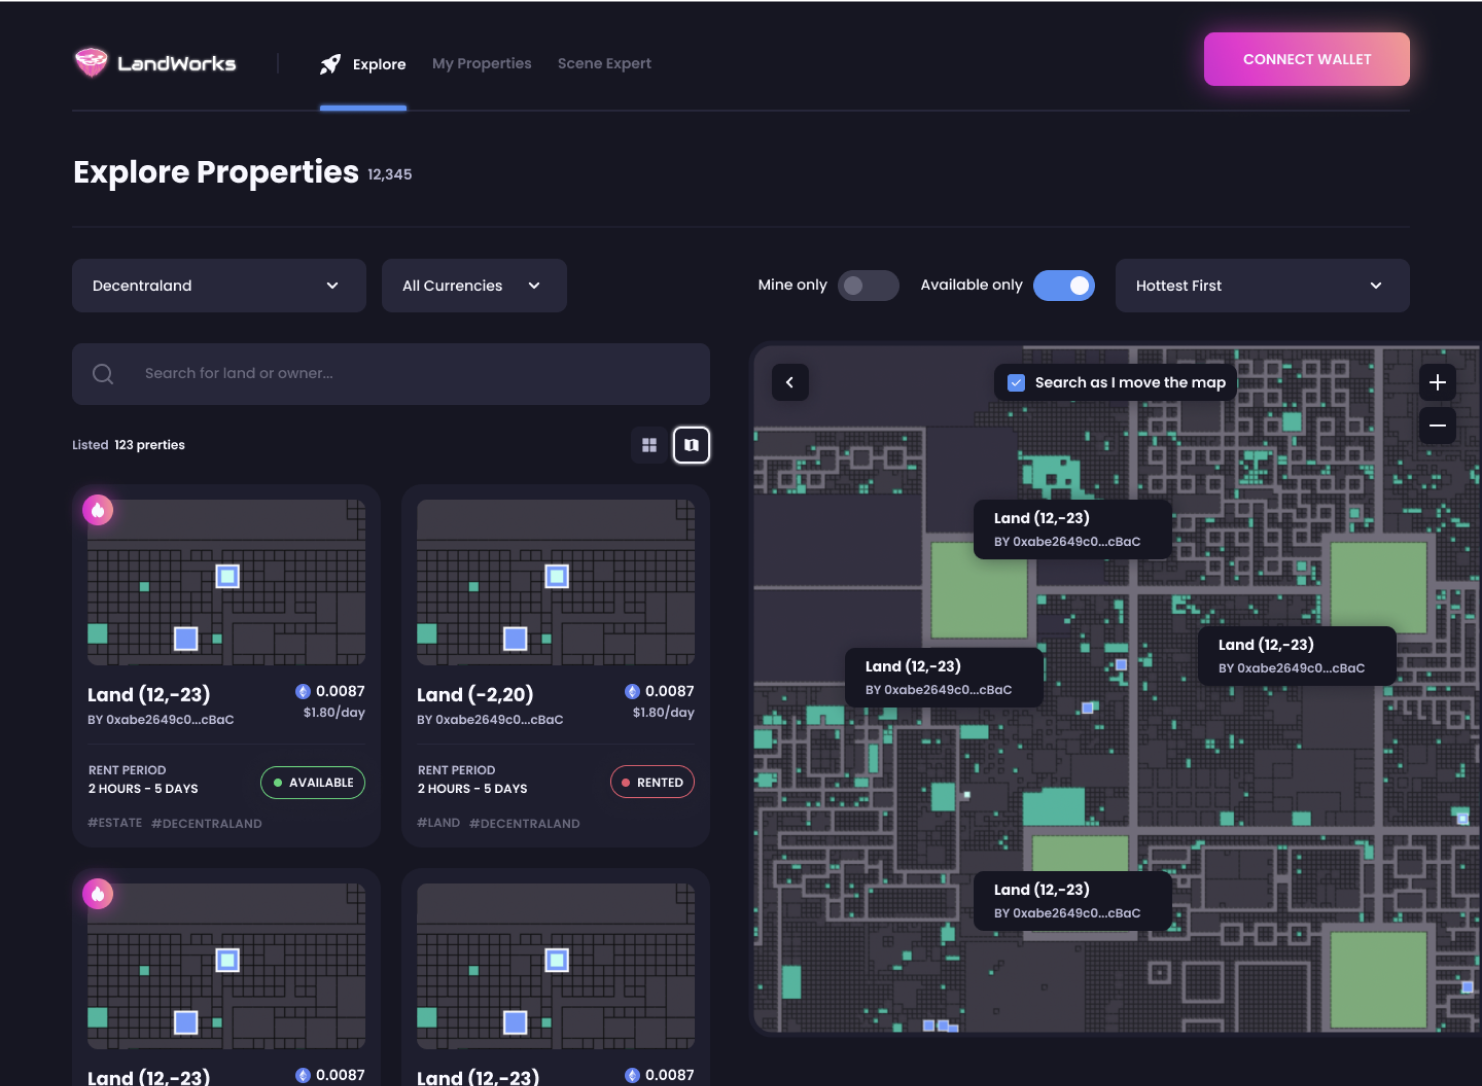 LandWorks
Explore
My Properties
Scene Expert
CONNECT WALLET
Explore Properties 12,345
Decentraland
All Currencies
Mine only
Available only
Hottest First
Search for land or owner...
Listed 123 prerties
Land (12,-23)
0.0087
BY 0xabe2649c0...cBaC
$1.80/day
RENT PERIOD
2 HOURS - 5 DAYS
AVAILABLE
#ESTATE #DECENTRALAND
Land (-2,20)
0.0087
BY 0xabe2649c0...cBaC
$1.80/day
RENT PERIOD
2 HOURS - 5 DAYS
RENTED
#LAND #DECENTRALAND
Land (12,-23)
0.0087
Land (12,-23)
0.0087
Search as I move the map
Land (12,-23)
BY 0xabe2649c0...cBaC
Land (12,-23)
BY 0xabe2649c0...cBaC
Land (12,-23)
BY 0xabe2649c0...cBaC
Land (12,-23)
BY 0xabe2649c0...cBaC